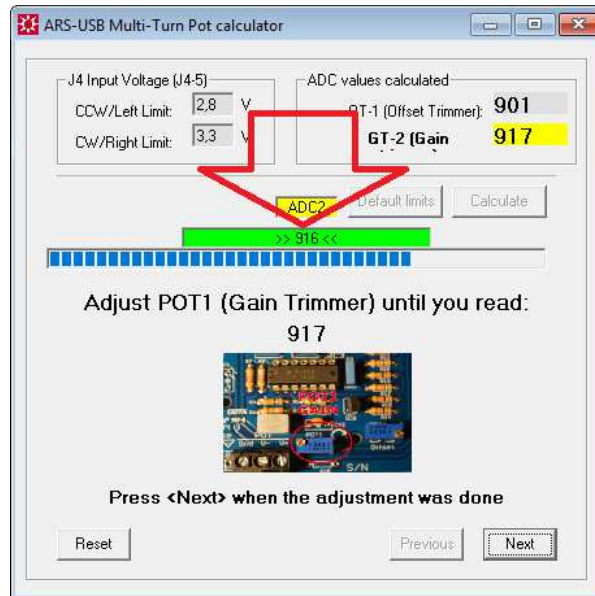 ARS-USB Multi-Turn Pot calculator
J4 Input Voltage (J4-5)
CCW/Left Limit: 2,8 V
CW/Right Limit: 3,3 V
ADC values calculated
OT-1 (Offset Trimmer): 901
GT-2 (Gain 917
ADC2 Default limits Calculate
>> 916 <<
Adjust POT1 (Gain Trimmer) until you read:
917
POT1
GAIN
POT1
Offset
S/N
Press <Next> when the adjustment was done
Reset Previous Next